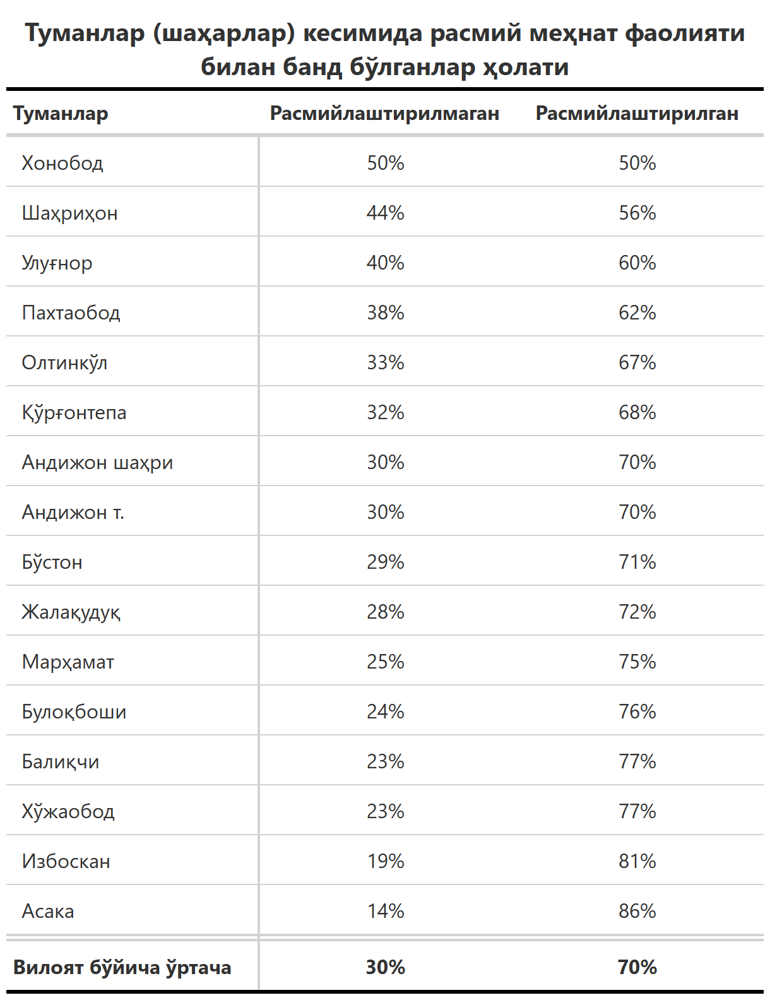 Туманлар (шаҳарлар) кесимида расмий меҳнат фаолияти
билан банд бўлганлар ҳолати
Туманлар Расмийлаштирилмаган Расмийлаштирилган
Хонобод 50% 50%
Шаҳриҳон 44% 56%
Улуғнор 40% 60%
Пахтаобод 38% 62%
Олтинкўл 33% 67%
Қўрғонтепа 32% 68%
Андижон шаҳри 30% 70%
Андижон т. 30% 70%
Бўстон 29% 71%
Жалақудуқ 28% 72%
Марҳамат 25% 75%
Булоқбоши 24% 76%
Балиқчи 23% 77%
Хўжаобод 23% 77%
Избоскан 19% 81%
Асака 14% 86%
Вилоят бўйича ўртача 30% 70%